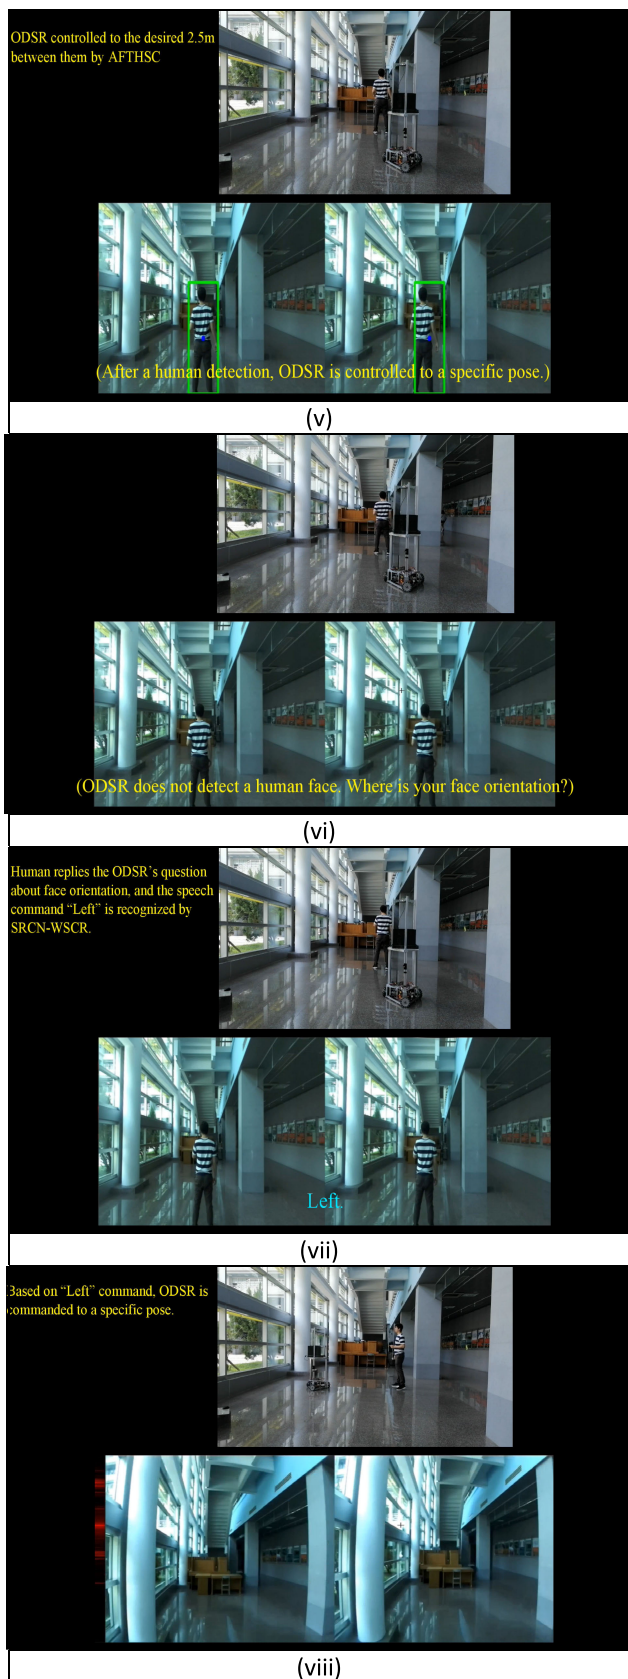 ODSR controlled to the desired 2.5m
between them by AFTHSC
(After a human detection, ODSR is controlled to a specific pose.)
(v)
(ODSR does not detect a human face. Where is your face orientation?)
(vi)
Human replies the ODSR’s question
about face orientation, and the speech
command “Left” is recognized by
SRCN-WSCR.
Left.
(vii)
Based on “Left” command, ODSR is
commanded to a specific pose.
(viii)